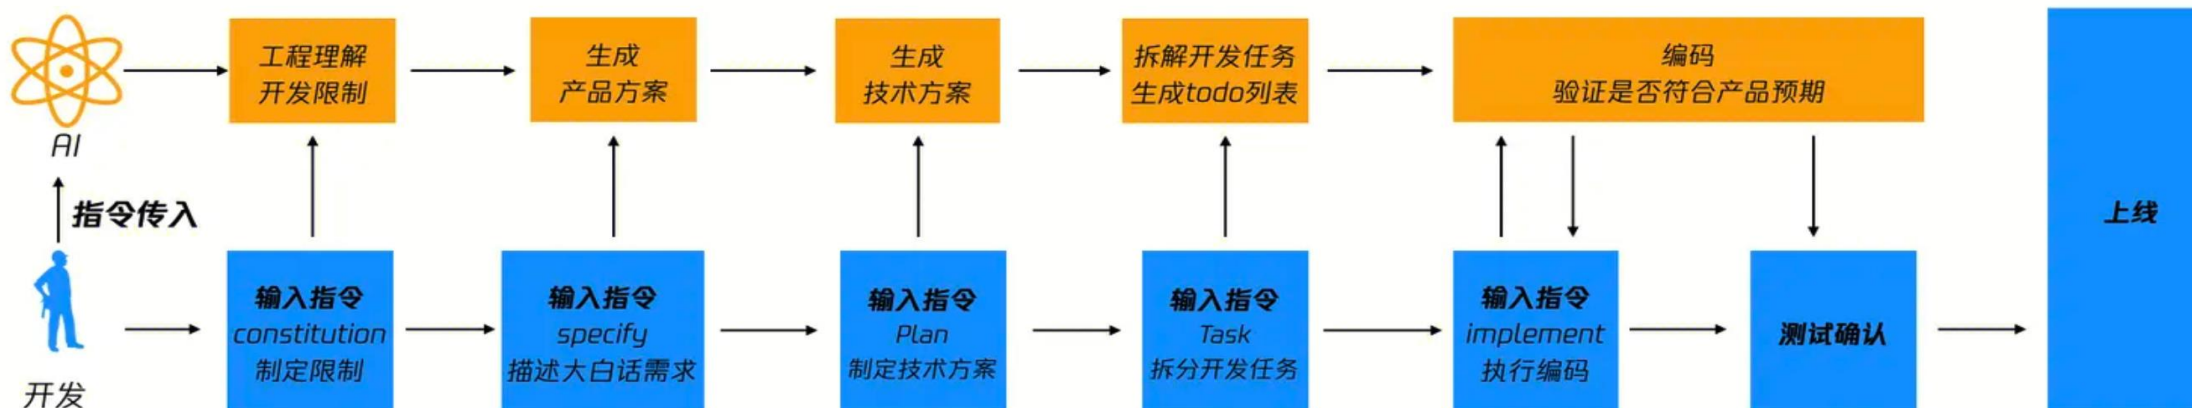 AI
指令传入
开发
工程理解
开发限制
生成
产品方案
生成
技术方案
拆解开发任务
生成todo列表
编码
验证是否符合产品预期
输入指令
constitution
制定限制
输入指令
specify
描述大白话需求
输入指令
Plan
制定技术方案
输入指令
Task
拆分开发任务
输入指令
implement
执行编码
测试确认
上线